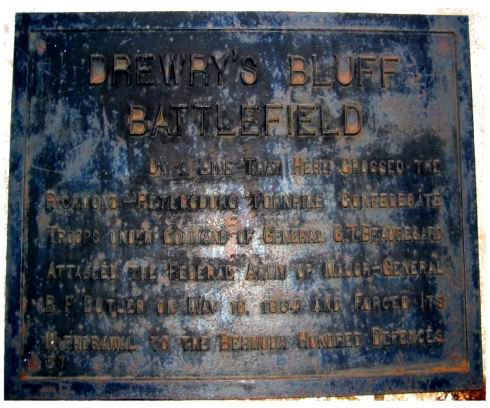 DREWRY'S BLUFF
BATTLEFIELD
ON A LINE THAT HERE CROSSED THE
RICHMOND-PETERSBURG TURNPIKE CONFEDERATE
TROOPS UNDER COMMAND OF GENERAL G.T. BEAUREGARD
ATTACKED THE FEDERAL ARMY OF MAJOR-GENERAL
B.F. BUTLER ON MAY 16, 1864 AND FORCED ITS
WITHDRAWAL TO THE BERMUDA HUNDRED DEFENCES